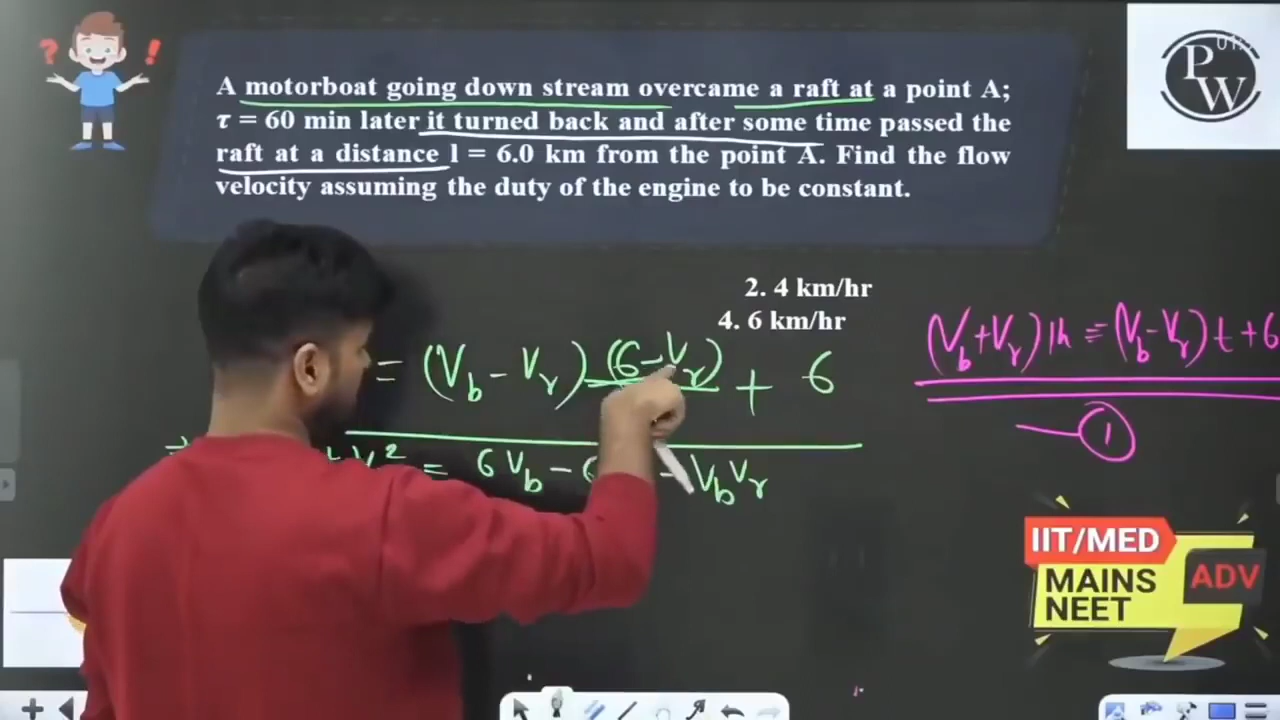 A motorboat going down stream overcame a raft at a point A;
τ = 60 min later it turned back and after some time passed the
raft at a distance l = 6.0 km from the point A. Find the flow
velocity assuming the duty of the engine to be constant.
PW
? !
2. 4 km/hr
4. 6 km/hr
(V_b + V_r) 1h = (V_b - V_r) t + 6
1
= (V_b - V_r) (6 - V_r) + 6
V² = 6V_b - 6 - V_b V_r
IIT/MED
MAINS
NEET
ADV